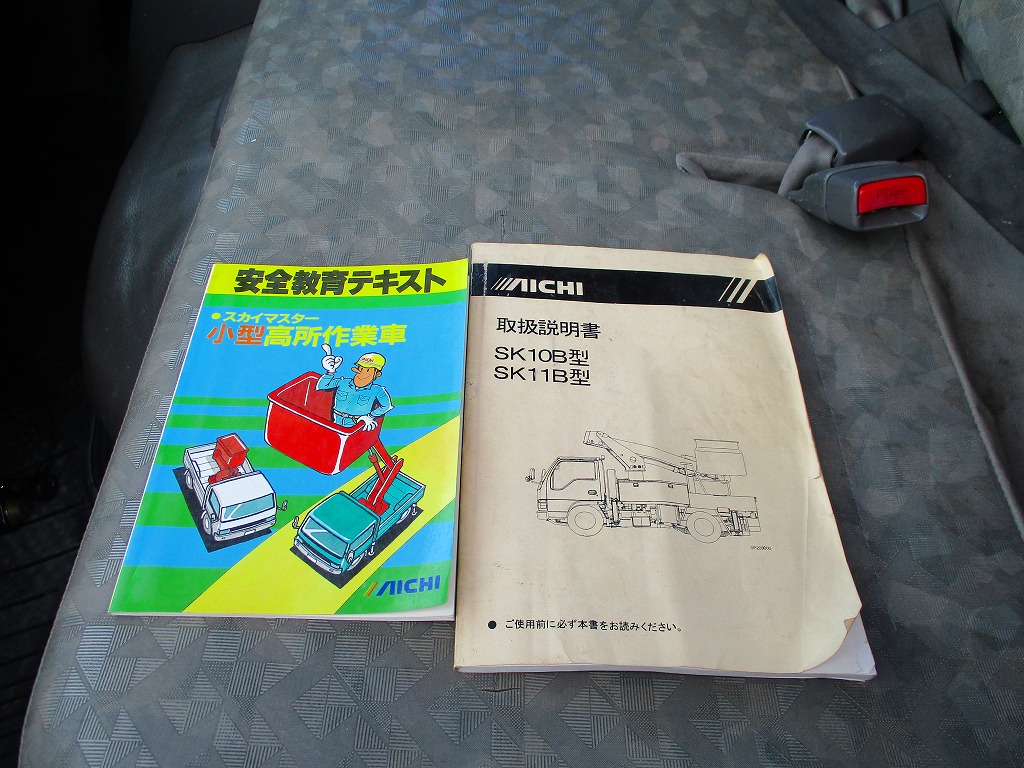 安全教育テキスト
●スカイマスター
小型高所作業車
AICHI
AICHI
取扱説明書
SK10B型
SK11B型
● ご使用前に必ず本書をお読みください。